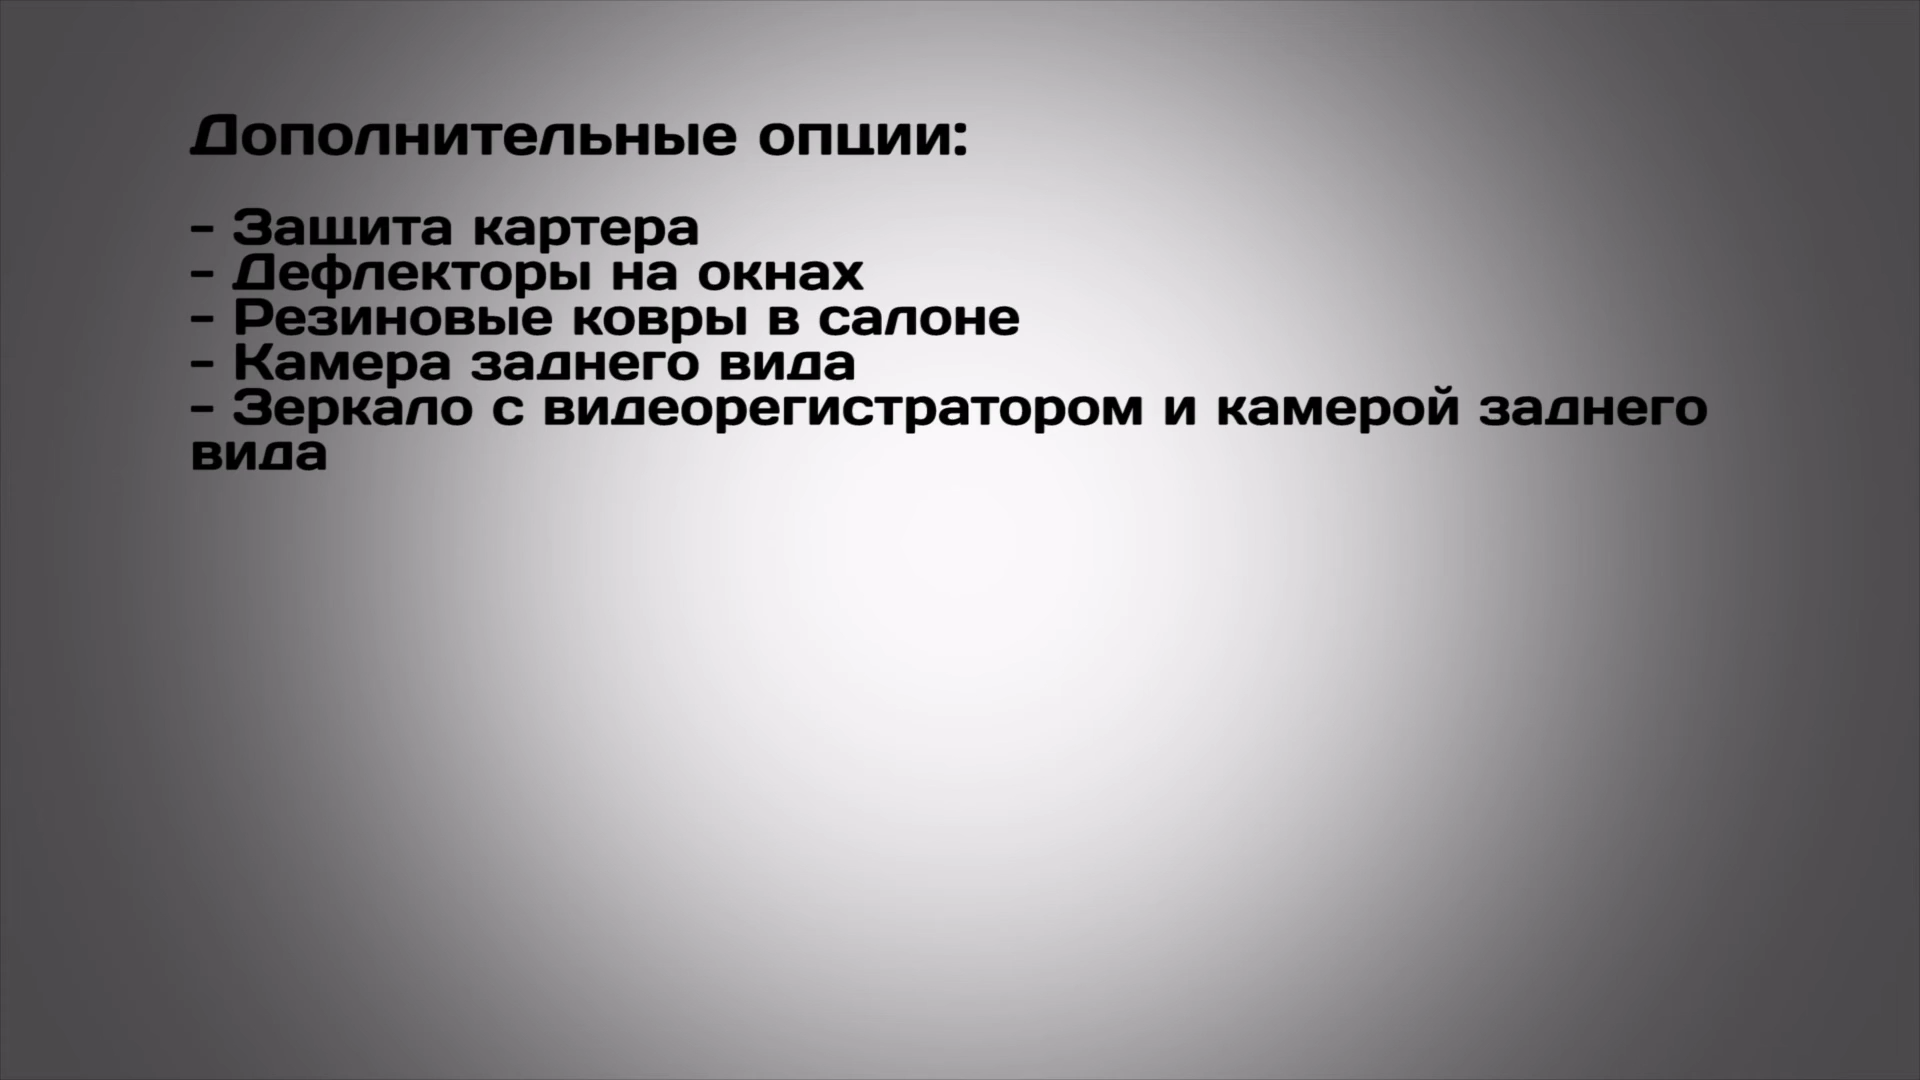 Дополнительные опции:
- Защита картера
- Дефлекторы на окнах
- Резиновые ковры в салоне
- Камера заднего вида
- Зеркало с видеорегистратором и камерой заднего
вида